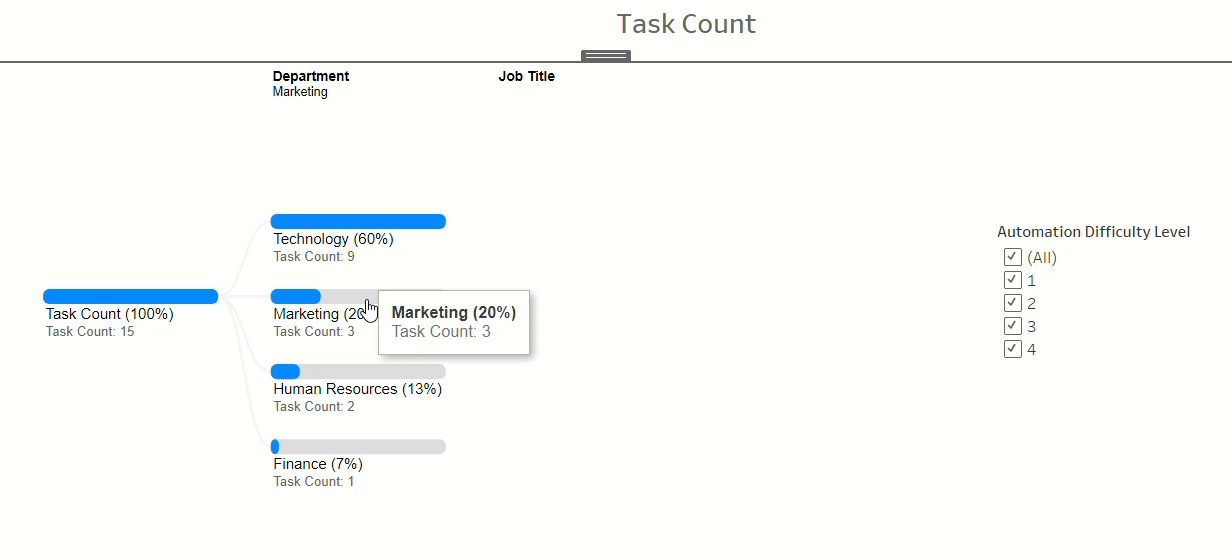 Task Count
Department
Marketing
Job Title
Technology (60%)
Task Count: 9
Task Count (100%)
Task Count: 15
Marketing (20
Task Count: 3
Marketing (20%)
Task Count: 3
Human Resources (13%)
Task Count: 2
Finance (7%)
Task Count: 1
Automation Difficulty Level
(All)
1
2
3
4